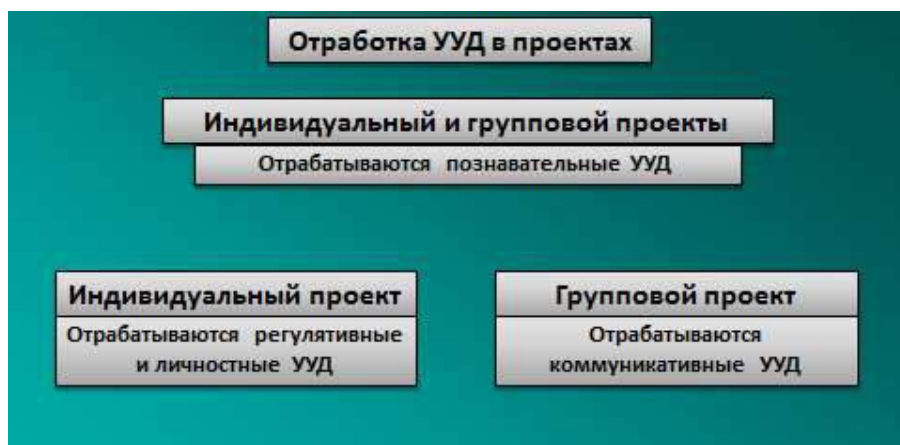 Отработка УУД в проектах
Индивидуальный и групповой проекты
Отрабатываются познавательные УУД
Индивидуальный проект
Отрабатываются регулятивные
и личностные УУД
Групповой проект
Отрабатываются
коммуникативные УУД